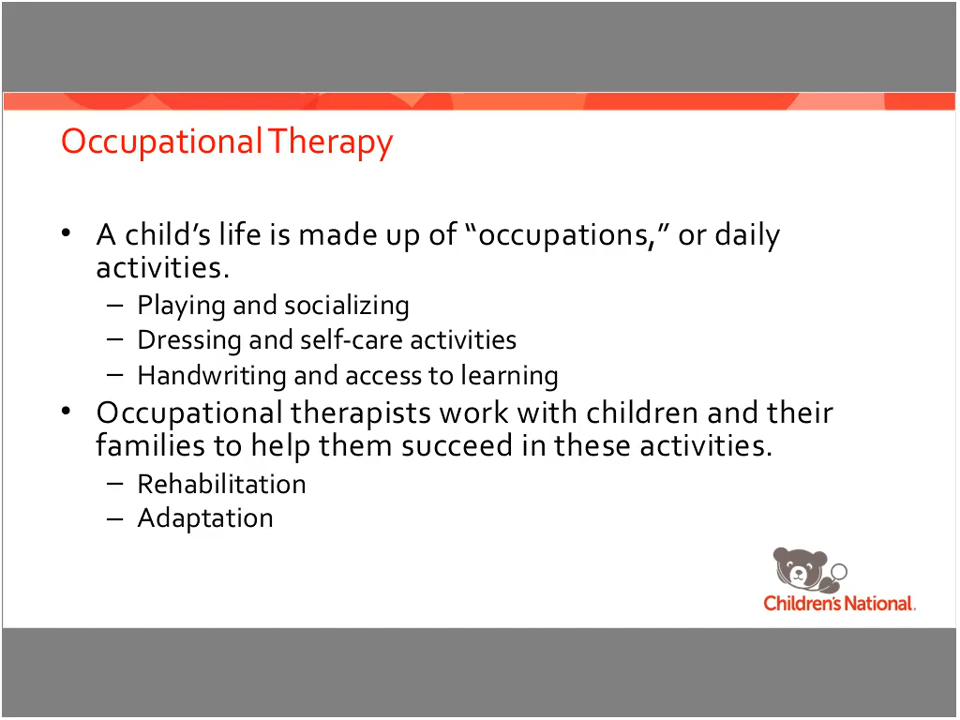 Occupational Therapy
• A child’s life is made up of “occupations,” or daily
activities.
– Playing and socializing
– Dressing and self-care activities
– Handwriting and access to learning
• Occupational therapists work with children and their
families to help them succeed in these activities.
– Rehabilitation
– Adaptation
Children's National.